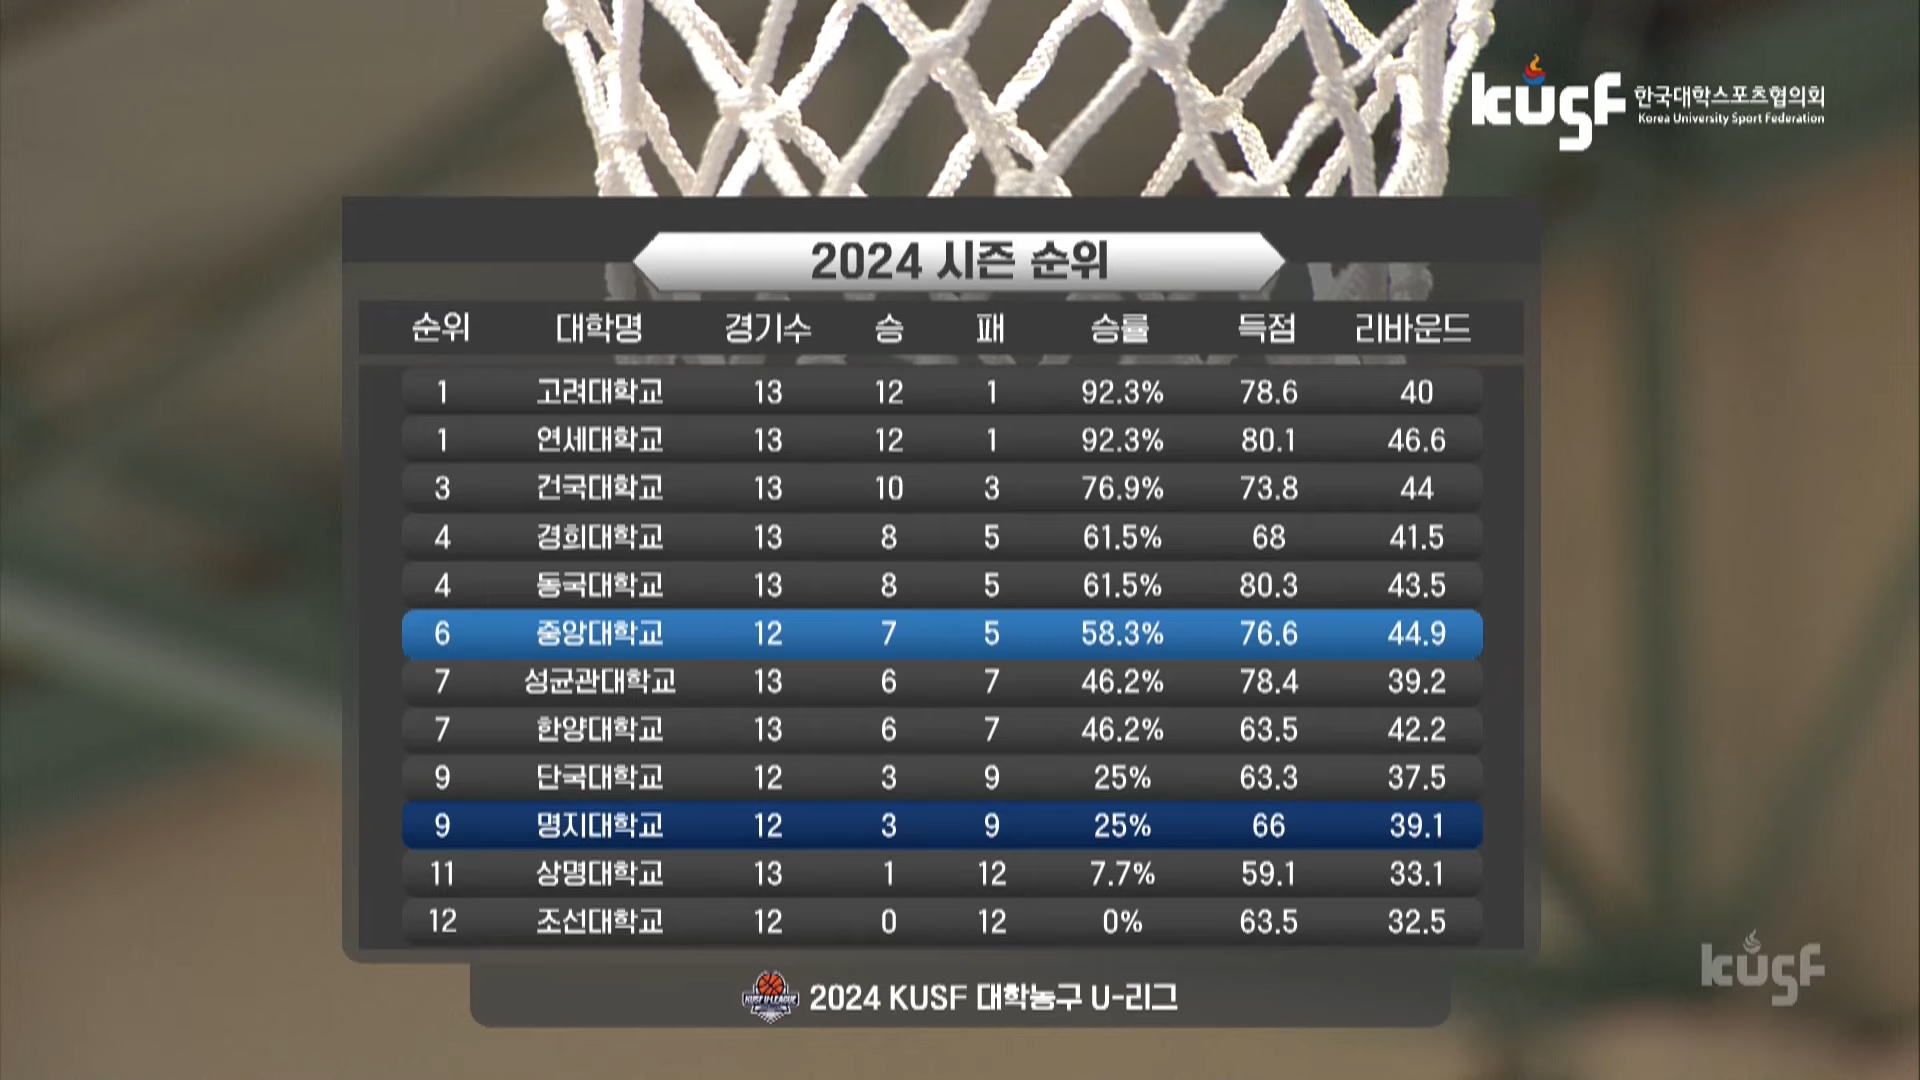 kusf 한국대학스포츠협의회
Korea University Sport Federation
2024 시즌 순위
순위 대학명 경기수 승 패 승률 득점 리바운드
1 고려대학교 13 12 1 92.3% 78.6 40
1 연세대학교 13 12 1 92.3% 80.1 46.6
3 건국대학교 13 10 3 76.9% 73.8 44
4 경희대학교 13 8 5 61.5% 68 41.5
4 동국대학교 13 8 5 61.5% 80.3 43.5
6 중앙대학교 12 7 5 58.3% 76.6 44.9
7 성균관대학교 13 6 7 46.2% 78.4 39.2
7 한양대학교 13 6 7 46.2% 63.5 42.2
9 단국대학교 12 3 9 25% 63.3 37.5
9 명지대학교 12 3 9 25% 66 39.1
11 상명대학교 13 1 12 7.7% 59.1 33.1
12 조선대학교 12 0 12 0% 63.5 32.5
KUSF U-LEAGUE
2024 KUSF 대학농구 U-리그
kusf